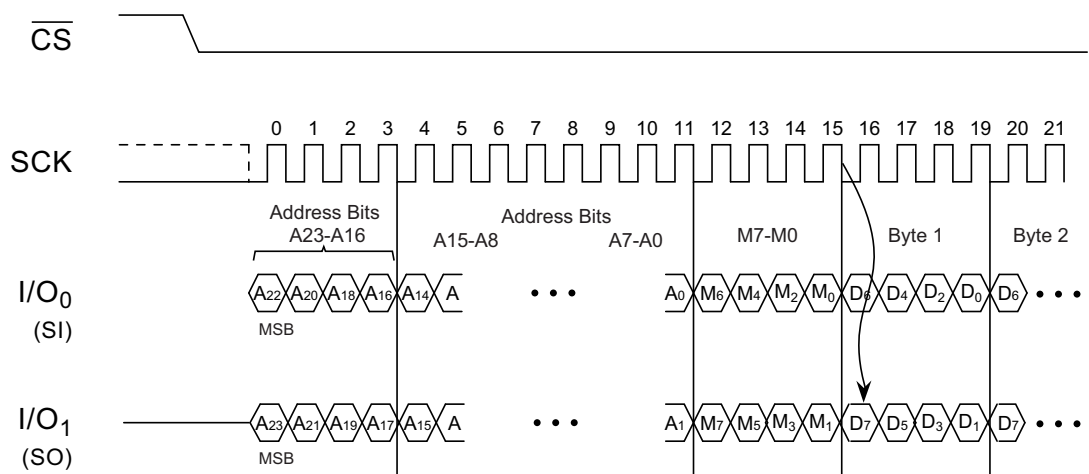 CS
0 1 2 3 4 5 6 7 8 9 10 11 12 13 14 15 16 17 18 19 20 21
SCK
Address Bits
A23-A16
Address Bits
A15-A8
A7-A0
M7-M0
Byte 1
Byte 2
I/O0
(SI)
A22 A20 A18 A16 A14 A ••• A0 M6 M4 M2 M0 D6 D4 D2 D0 D6 ••••
MSB
I/O1
(SO)
A23 A21 A19 A17 A15 A ••• A1 M7 M5 M3 M1 D7 D5 D3 D1 D7 ••••
MSB